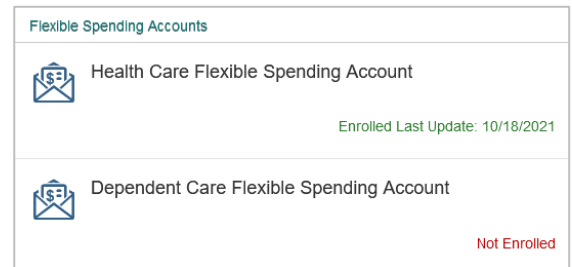 Flexible Spending Accounts
Health Care Flexible Spending Account
Enrolled Last Update: 10/18/2021
Dependent Care Flexible Spending Account
Not Enrolled